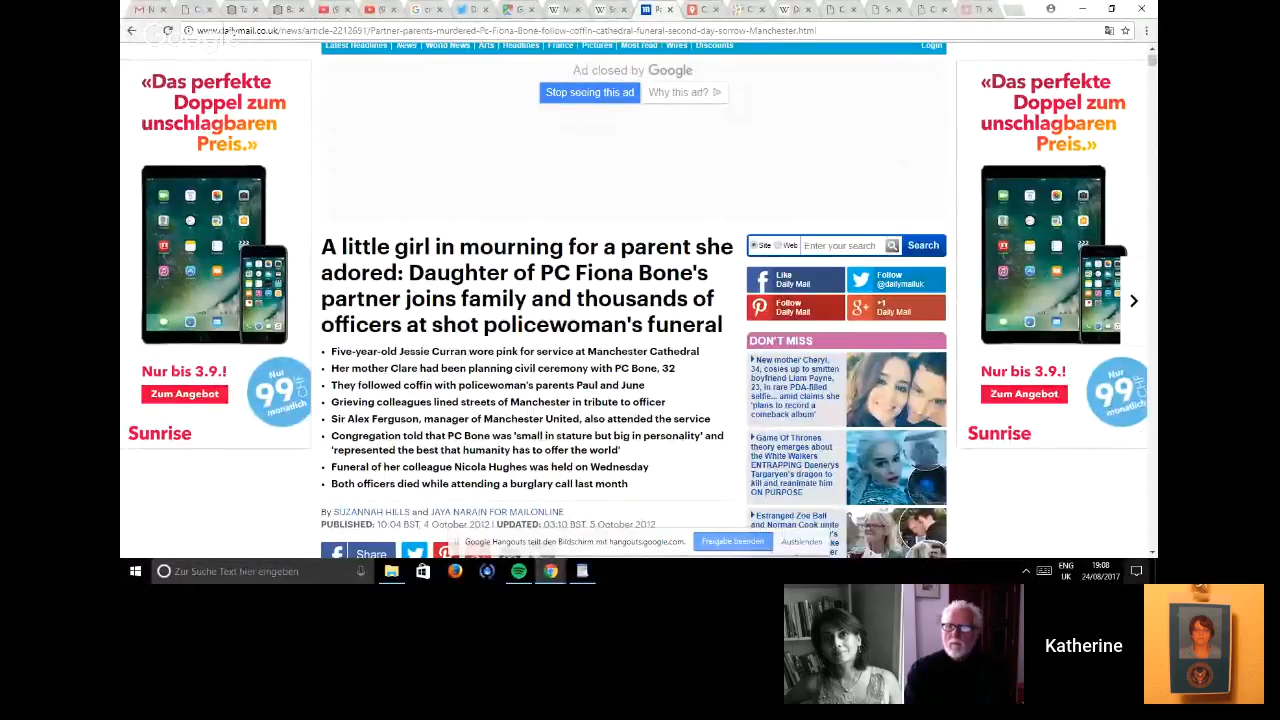 www.dailymail.co.uk/news/article-2212691/Partner-parents-murdered-Pc-Fiona-Bone-follow-coffin-cathedral-funeral-second-day-sorrow-Manchester.html
Google
Latest Headlines News World News Arts Headlines France Pictures Most read Wires Discounts
Login
«Das perfekte
Doppel zum
unschlagbaren
Preis.»
Nur bis 3.9.!
Zum Angebot
Nur
99
CHF
monatlich
Sunrise
Ad closed by Google
Stop seeing this ad
Why this ad?
A little girl in mourning for a parent she
adored: Daughter of PC Fiona Bone's
partner joins family and thousands of
officers at shot policewoman's funeral
• Five-year-old Jessie Curran wore pink for service at Manchester Cathedral
• Her mother Clare had been planning civil ceremony with PC Bone, 32
• They followed coffin with policewoman's parents Paul and June
• Grieving colleagues lined streets of Manchester in tribute to officer
• Sir Alex Ferguson, manager of Manchester United, also attended the service
• Congregation told that PC Bone was 'small in stature but big in personality' and
'represented the best that humanity has to offer the world'
• Funeral of her colleague Nicola Hughes was held on Wednesday
• Both officers died while attending a burglary call last month
By SUZANNAH HILLS and JAYA NARAIN FOR MAILONLINE
PUBLISHED: 10:04 BST, 4 October 2012 | UPDATED: 03:10 BST, 5 October 2012
Share
Site Web Enter your search Search
Like
Daily Mail
Follow
@dailymailuk
Follow
Daily Mail
+1
Daily Mail
DON'T MISS
New mother Cheryl,
34, cosies up to smitten
boyfriend Liam Payne,
23, in rare PDA-filled
selfie... amid claims she
'plans to record a
comeback album'
Game Of Thrones
theory emerges about
the White Walkers
ENTRAPPING Daenerys
Targaryen's dragon to
kill and reanimate him
ON PURPOSE
Estranged Zoe Ball
and Norman Cook unite
«Das perfekte
Doppel zum
unschlagbaren
Preis.»
Nur bis 3.9.!
Zum Angebot
Nur
99
CHF
monatlich
Sunrise
Google Hangouts teilt den Bildschirm mit hangouts.google.com.
Freigabe beenden
Ausblenden
Zur Suche Text hier eingeben
ENG
UK
19:08
24/08/2017
Katherine